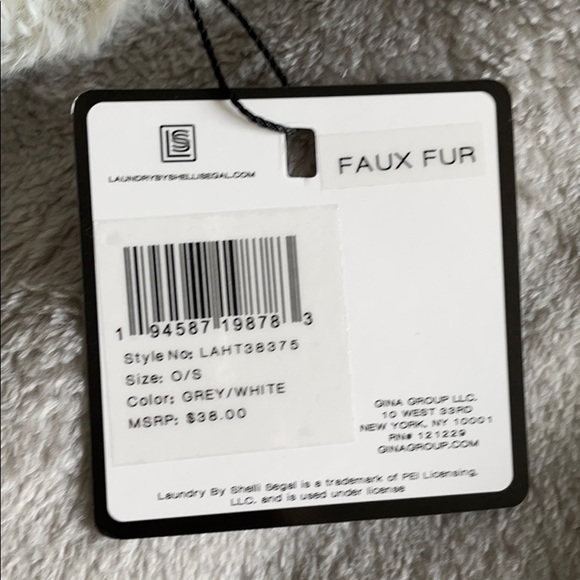 LS
LAUNDRYBYSHELLISEGAL.COM
FAUX FUR
1 94587 19878 3
Style No: LAHT38375
Size: O/S
Color: GREY/WHITE
MSRP: $38.00
GINA GROUP LLC.
10 WEST 33RD
NEW YORK, NY 10001
RN# 121229
GINAGROUP.COM
Laundry By Shelli Segal is a trademark of PEI Licensing,
LLC. and is used under license